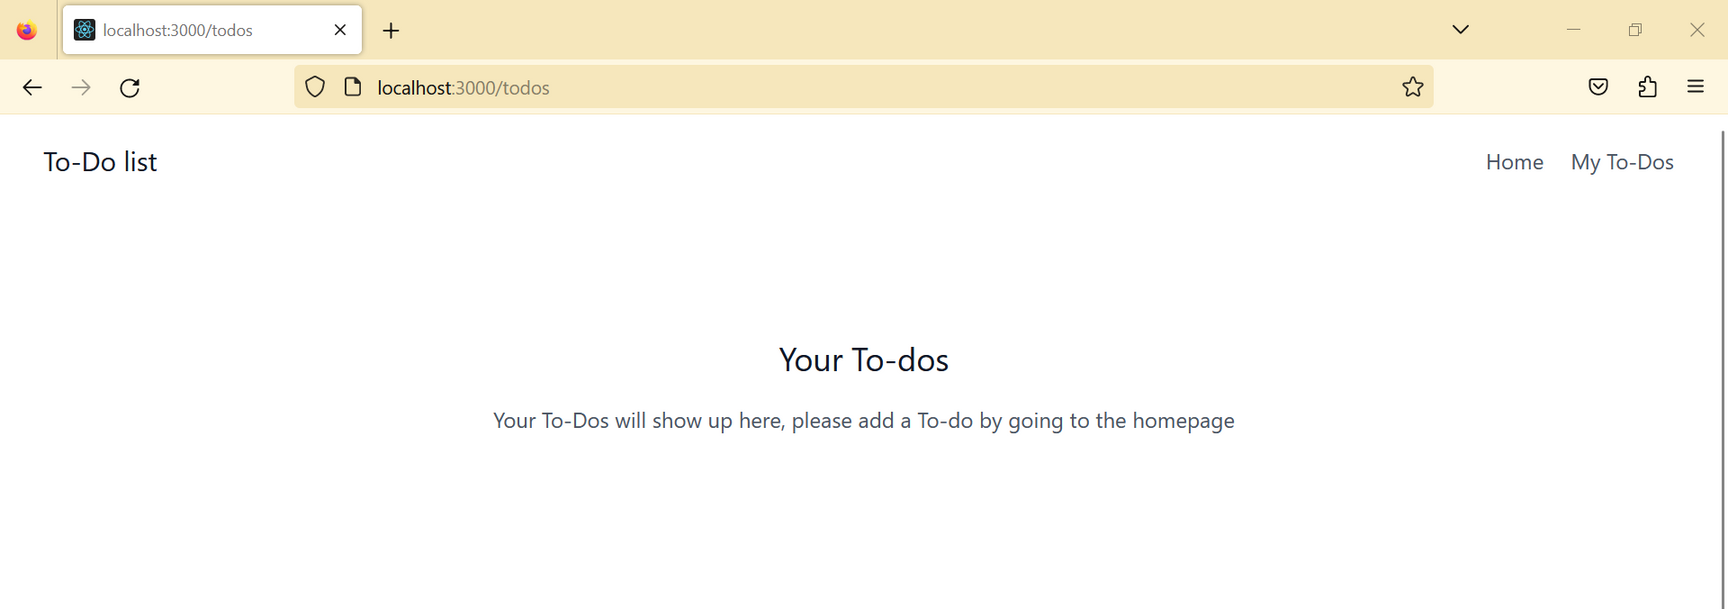 localhost:3000/todos
localhost:3000/todos
To-Do list
Home
My To-Dos
Your To-dos
Your To-Dos will show up here, please add a To-do by going to the homepage